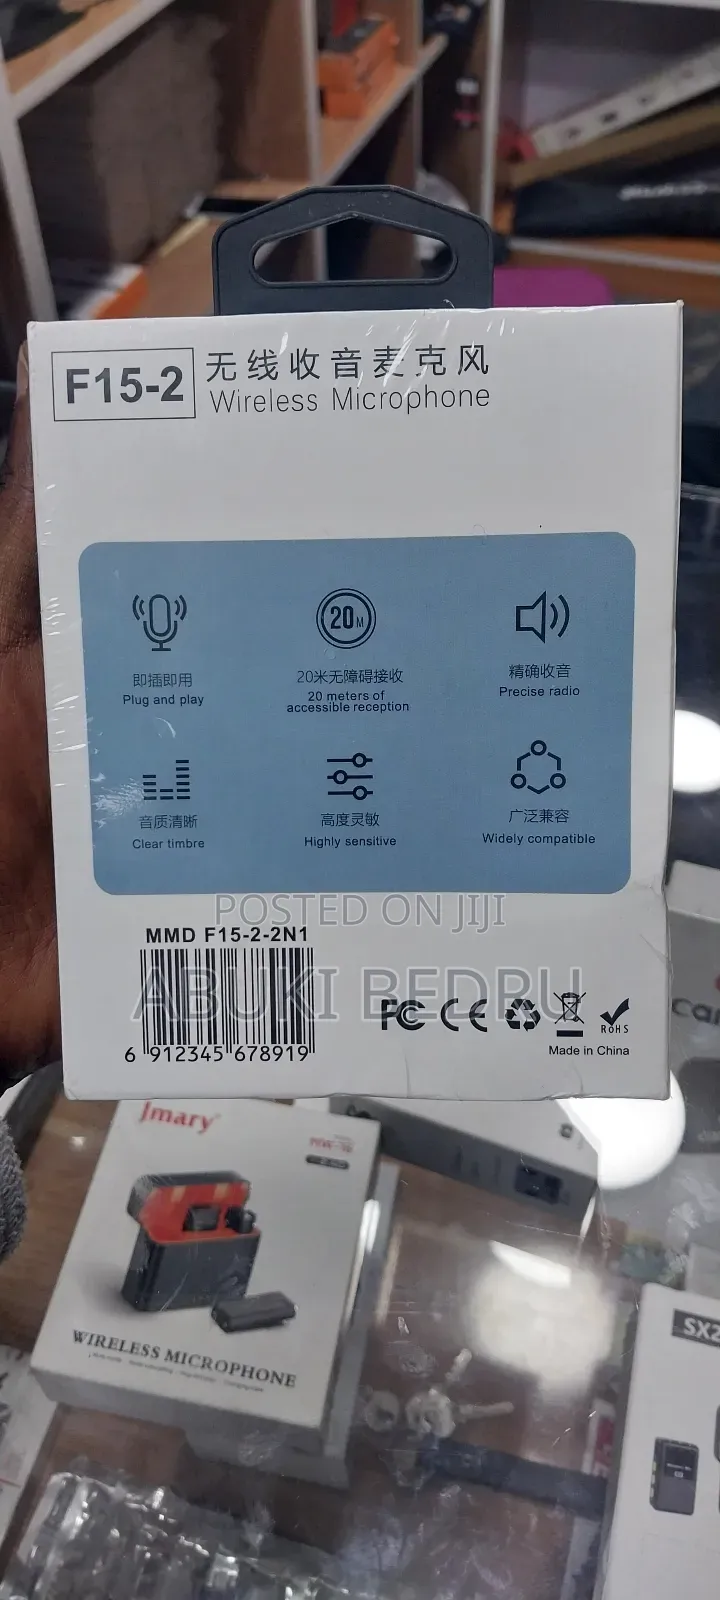 F15-2
无线收音麦克风
Wireless Microphone
20M
即插即用
Plug and play
20米无障碍接收
20 meters of
accessible reception
精确收音
Precise radio
音质清晰
Clear timbre
高度灵敏
Highly sensitive
广泛兼容
Widely compatible
POSTED ON JIJI
MMD F15-2-2N1
ABUKI BEDRU
6 912345 678919
FC CE
RoHS
Made in China
Jmary
WIRELESS MICROPHONE
SX2